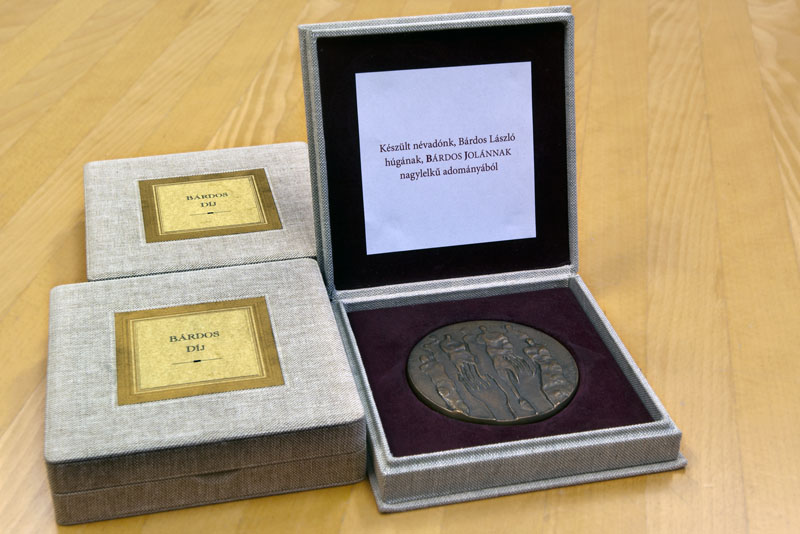 BÁRDOS
DÍJ
BÁRDOS
DÍJ
Készült névadónk, Bárdos László
húgának, BÁRDOS JOLÁNNAK
nagylelkű adományából